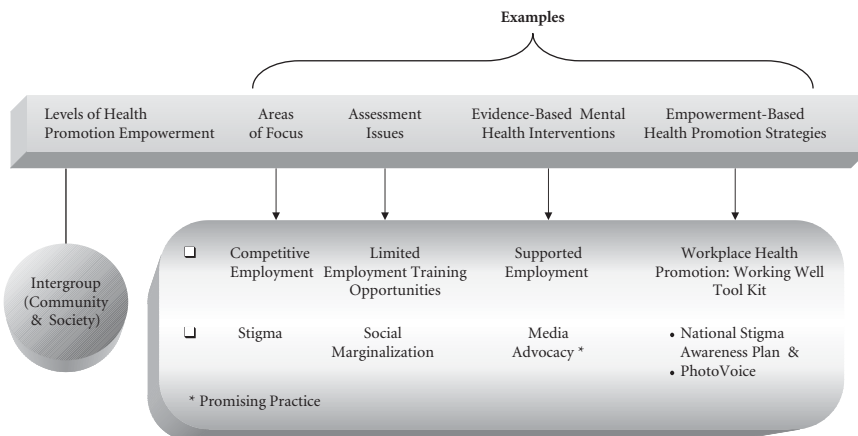 Examples
Levels of Health
Promotion Empowerment
Areas
of Focus
Assessment
Issues
Evidence-Based Mental
Health Interventions
Empowerment-Based
Health Promotion Strategies
Intergroup
(Community
& Society)
❑ Competitive
Employment
Limited
Employment Training
Opportunities
Supported
Employment
Workplace Health
Promotion: Working Well
Tool Kit
❑ Stigma
Social
Marginalization
Media
Advocacy *
• National Stigma
Awareness Plan &
• PhotoVoice
* Promising Practice